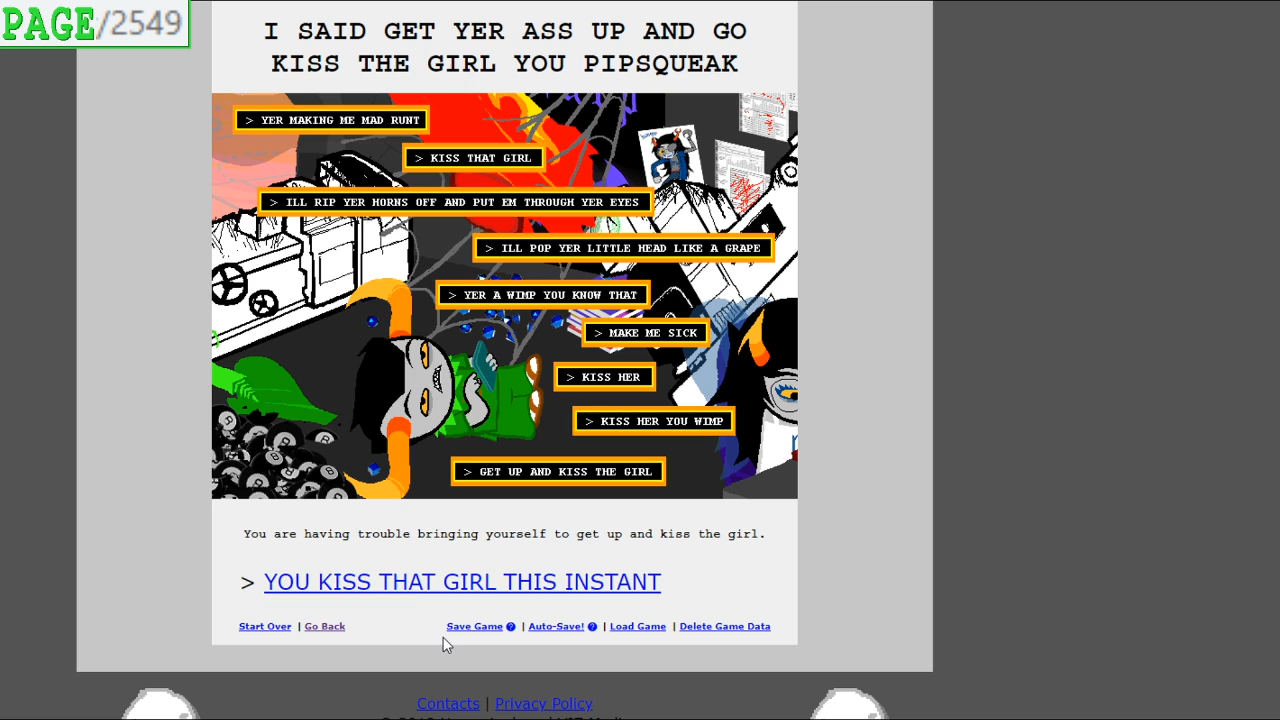 PAGE/2549
I SAID GET YER ASS UP AND GO
KISS THE GIRL YOU PIPSQUEAK
> YER MAKING ME MAD RUNT
> KISS THAT GIRL
> ILL RIP YER HORNS OFF AND PUT EM THROUGH YER EYES
> ILL POP YER LITTLE HEAD LIKE A GRAPE
> YER A WIMP YOU KNOW THAT
> MAKE ME SICK
> KISS HER
> KISS HER YOU WIMP
> GET UP AND KISS THE GIRL
You are having trouble bringing yourself to get up and kiss the girl.
> YOU KISS THAT GIRL THIS INSTANT
Start Over | Go Back Save Game ? | Auto-Save! ? | Load Game | Delete Game Data
Contacts | Privacy Policy